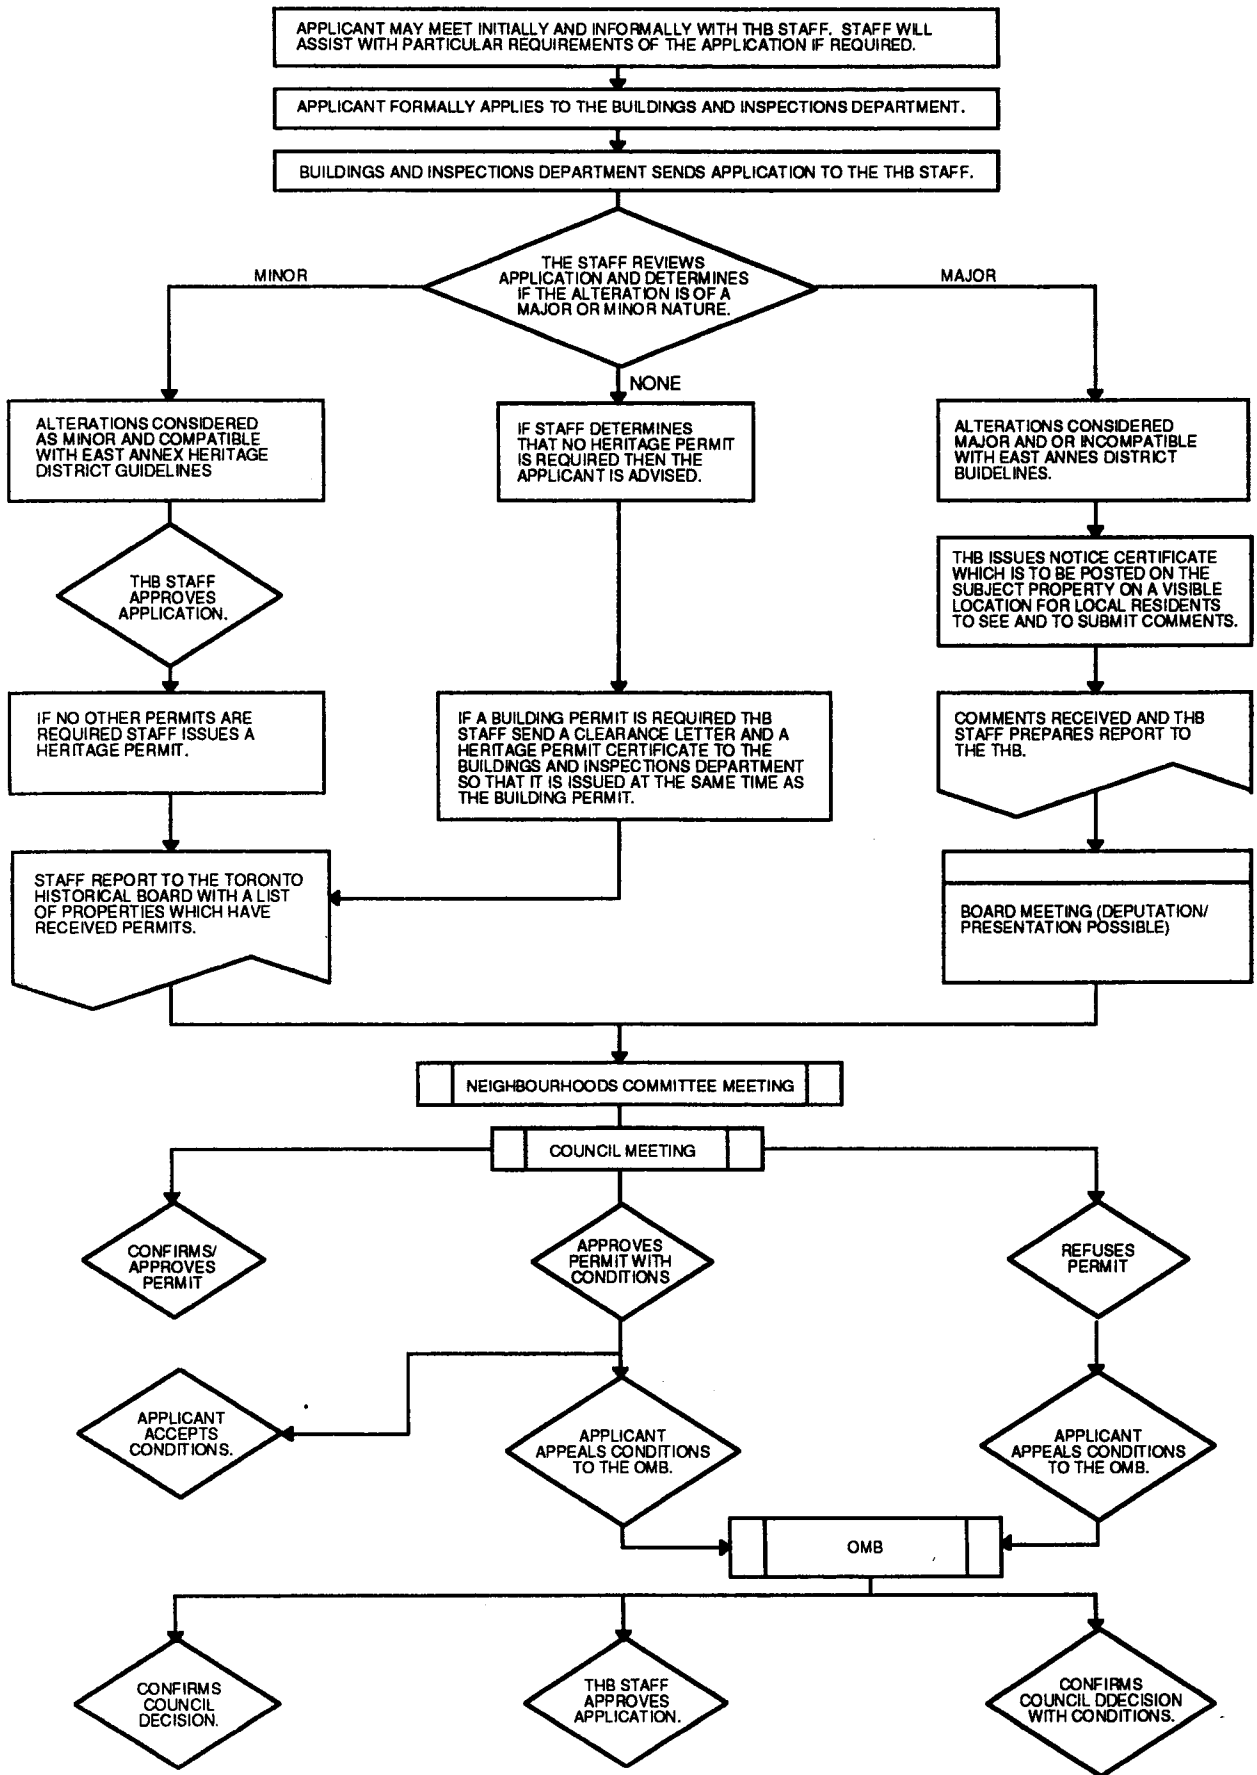 APPLICANT MAY MEET INITIALLY AND INFORMALLY WITH THB STAFF. STAFF WILL
ASSIST WITH PARTICULAR REQUIREMENTS OF THE APPLICATION IF REQUIRED.
APPLICANT FORMALLY APPLIES TO THE BUILDINGS AND INSPECTIONS DEPARTMENT.
BUILDINGS AND INSPECTIONS DEPARTMENT SENDS APPLICATION TO THE THB STAFF.
THE STAFF REVIEWS
APPLICATION AND DETERMINES
IF THE ALTERATION IS OF A
MAJOR OR MINOR NATURE.
MINOR
MAJOR
NONE
ALTERATIONS CONSIDERED
AS MINOR AND COMPATIBLE
WITH EAST ANNEX HERITAGE
DISTRICT GUIDELINES
IF STAFF DETERMINES
THAT NO HERITAGE PERMIT
IS REQUIRED THEN THE
APPLICANT IS ADVISED.
ALTERATIONS CONSIDERED
MAJOR AND OR INCOMPATIBLE
WITH EAST ANNES DISTRICT
BUIDELINES.
THB STAFF
APPROVES
APPLICATION.
THB ISSUES NOTICE CERTIFICATE
WHICH IS TO BE POSTED ON THE
SUBJECT PROPERTY ON A VISIBLE
LOCATION FOR LOCAL RESIDENTS
TO SEE AND TO SUBMIT COMMENTS.
IF NO OTHER PERMITS ARE
REQUIRED STAFF ISSUES A
HERITAGE PERMIT.
IF A BUILDING PERMIT IS REQUIRED THB
STAFF SEND A CLEARANCE LETTER AND A
HERITAGE PERMIT CERTIFICATE TO THE
BUILDINGS AND INSPECTIONS DEPARTMENT
SO THAT IT IS ISSUED AT THE SAME TIME AS
THE BUILDING PERMIT.
COMMENTS RECEIVED AND THB
STAFF PREPARES REPORT TO
THE THB.
STAFF REPORT TO THE TORONTO
HISTORICAL BOARD WITH A LIST
OF PROPERTIES WHICH HAVE
RECEIVED PERMITS.
BOARD MEETING (DEPUTATION/
PRESENTATION POSSIBLE)
NEIGHBOURHOODS COMMITTEE MEETING
COUNCIL MEETING
CONFIRMS/
APPROVES
PERMIT
APPROVES
PERMIT WITH
CONDITIONS
REFUSES
PERMIT
APPLICANT
ACCEPTS
CONDITIONS.
APPLICANT
APPEALS CONDITIONS
TO THE OMB.
APPLICANT
APPEALS CONDITIONS
TO THE OMB.
OMB
CONFIRMS
COUNCIL
DECISION.
THB STAFF
APPROVES
APPLICATION.
CONFIRMS
COUNCIL DDECISION
WITH CONDITIONS.